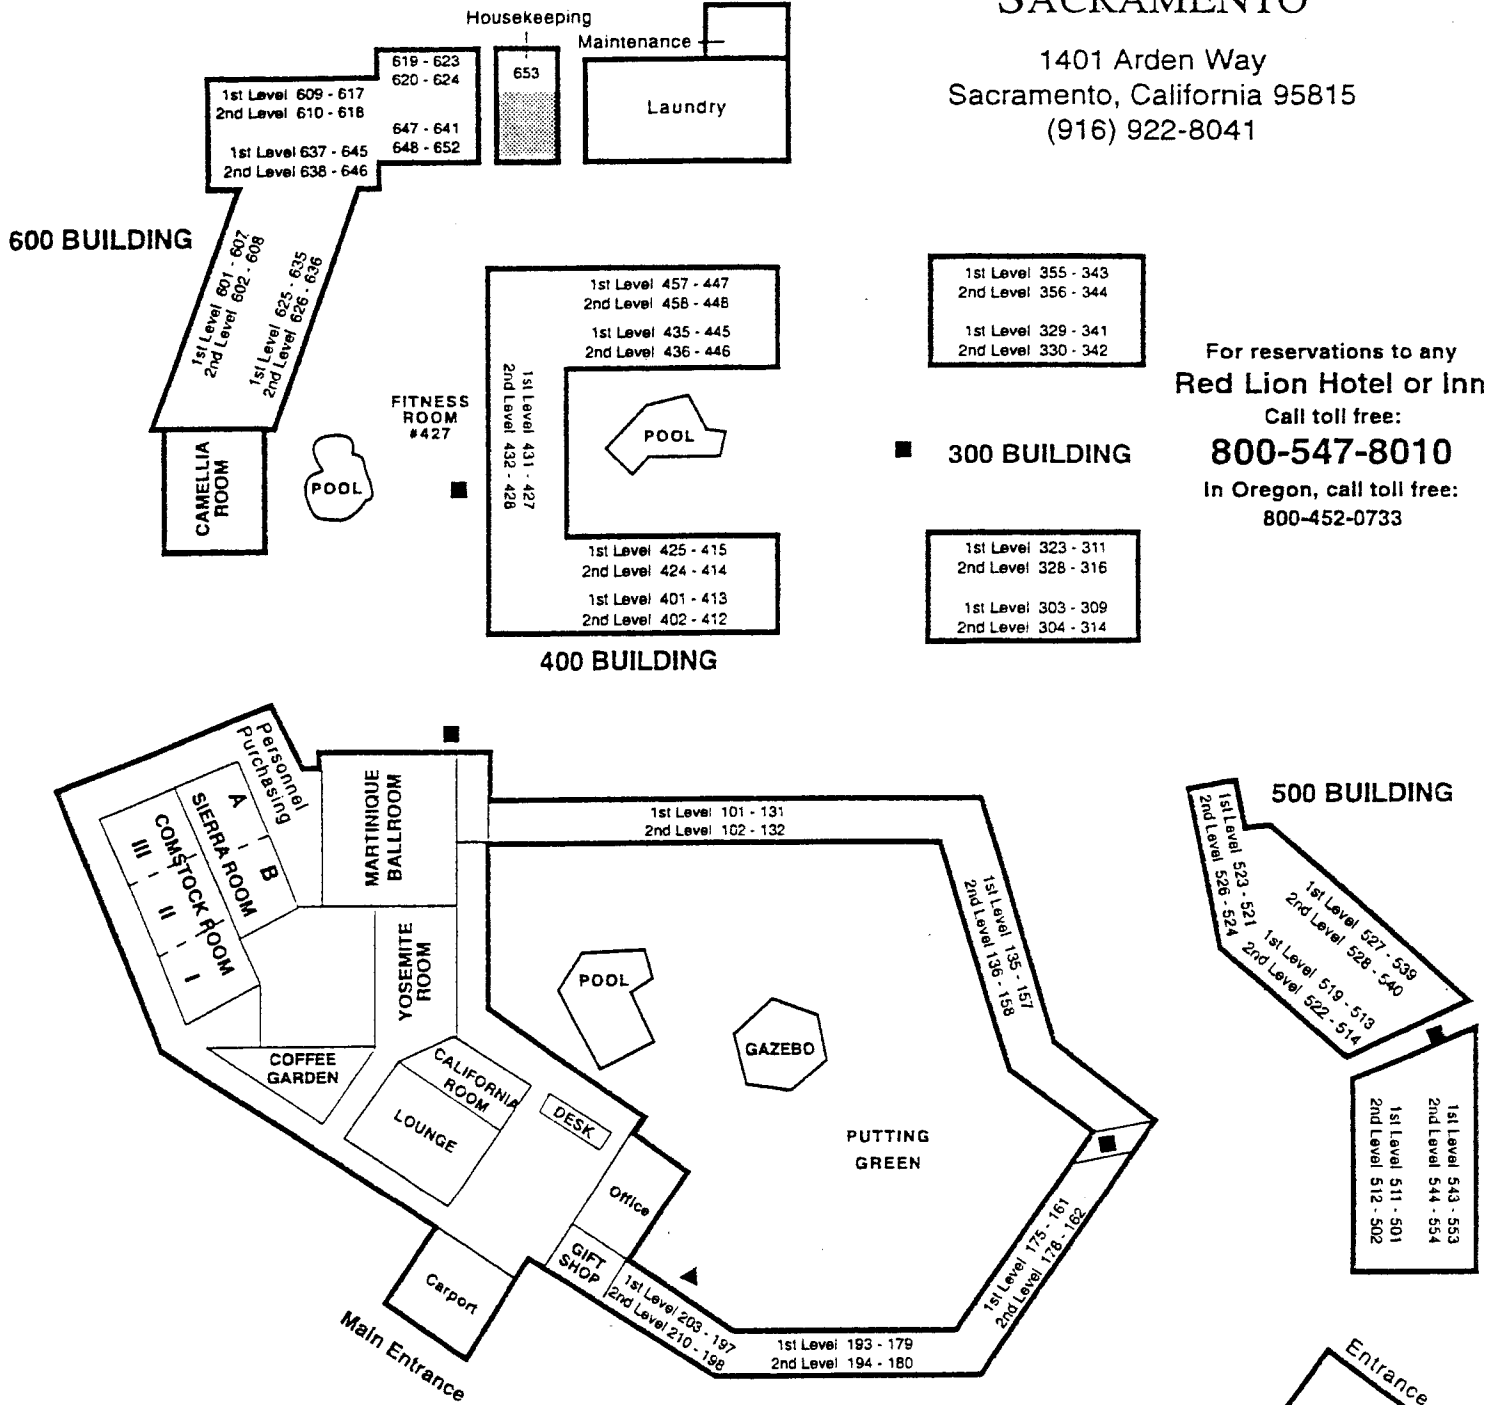 SACRAMENTO
1401 Arden Way
Sacramento, California 95815
(916) 922-8041
Housekeeping
Maintenance
653
Laundry
619 - 623
620 - 624
1st Level 609 - 617
2nd Level 610 - 618
647 - 641
648 - 652
1st Level 637 - 645
2nd Level 638 - 646
600 BUILDING
1st Level 601 - 607
2nd Level 602 - 608
1st Level 625 - 635
2nd Level 626 - 636
CAMELLIA
ROOM
POOL
FITNESS
ROOM
#427
1st Level 457 - 447
2nd Level 458 - 448
1st Level 435 - 445
2nd Level 436 - 446
1st Level 431 - 427
2nd Level 432 - 428
POOL
1st Level 425 - 415
2nd Level 424 - 414
1st Level 401 - 413
2nd Level 402 - 412
400 BUILDING
1st Level 355 - 343
2nd Level 356 - 344
1st Level 329 - 341
2nd Level 330 - 342
300 BUILDING
1st Level 323 - 311
2nd Level 328 - 316
1st Level 303 - 309
2nd Level 304 - 314
For reservations to any
Red Lion Hotel or Inn
Call toll free:
800-547-8010
In Oregon, call toll free:
800-452-0733
Personnel
Purchasing
A
B
SIERRA ROOM
COMSTOCK ROOM
III
II
I
MARTINIQUE
BALLROOM
YOSEMITE
ROOM
COFFEE
GARDEN
CALIFORNIA
ROOM
LOUNGE
DESK
Office
GIFT
SHOP
Carport
Main Entrance
1st Level 101 - 131
2nd Level 102 - 132
1st Level 135 - 157
2nd Level 136 - 158
POOL
GAZEBO
PUTTING
GREEN
1st Level 175 - 161
2nd Level 178 - 162
1st Level 203 - 197
2nd Level 210 - 198
1st Level 193 - 179
2nd Level 194 - 180
500 BUILDING
1st Level 523 - 521
2nd Level 526 - 524
1st Level 527 - 539
2nd Level 528 - 540
1st Level 519 - 513
2nd Level 522 - 514
1st Level 543 - 553
2nd Level 544 - 554
1st Level 511 - 501
2nd Level 512 - 502
Entrance